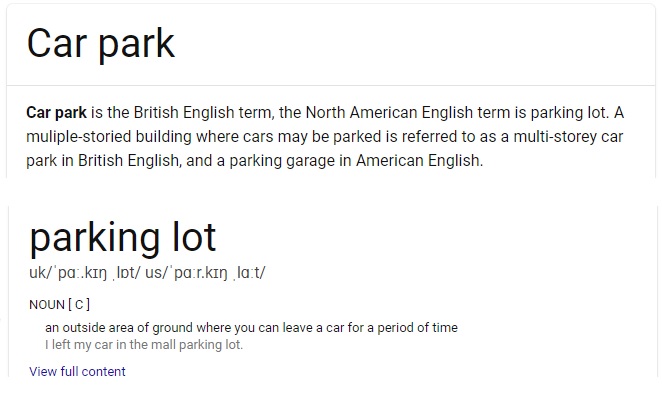 Car park
Car park is the British English term, the North American English term is parking lot. A
muliple-storied building where cars may be parked is referred to as a multi-storey car
park in British English, and a parking garage in American English.
parking lot
uk/ˈpɑː.kɪŋ ˌlɒt/ us/ˈpɑːr.kɪŋ ˌlɑːt/
NOUN [ C ]
an outside area of ground where you can leave a car for a period of time
I left my car in the mall parking lot.
View full content